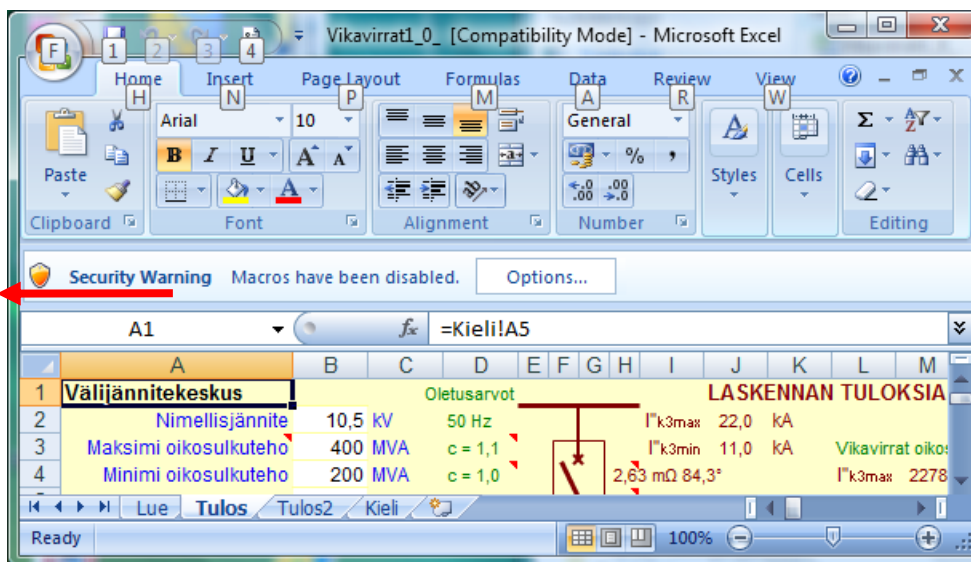 Vikavirrat1_0_ [Compatibility Mode] - Microsoft Excel
F 1 2 3 4
Home Insert Page Layout Formulas Data Review View
H N P M A R W
Arial 10 General
B I U A A Σ A Z
Paste A % , Styles Cells
,0 ,00 ,00 ,0
Clipboard Font Alignment Number Editing
Security Warning Macros have been disabled. Options...
A1 fx =Kieli!A5
A B C D E F G H I J K L M
1 Välijännitekeskus Oletusarvot LASKENNAN TULOKSIA
2 Nimellisjännite 10,5 kV 50 Hz I"k3max 22,0 kA
3 Maksimi oikosulkuteho 400 MVA c = 1,1 I"k3min 11,0 kA Vikavirrat oikos
4 Minimi oikosulkuteho 200 MVA c = 1,0 2,63 mΩ 84,3° I"k3max 2278
Lue Tulos Tulos2 Kieli
Ready 100%